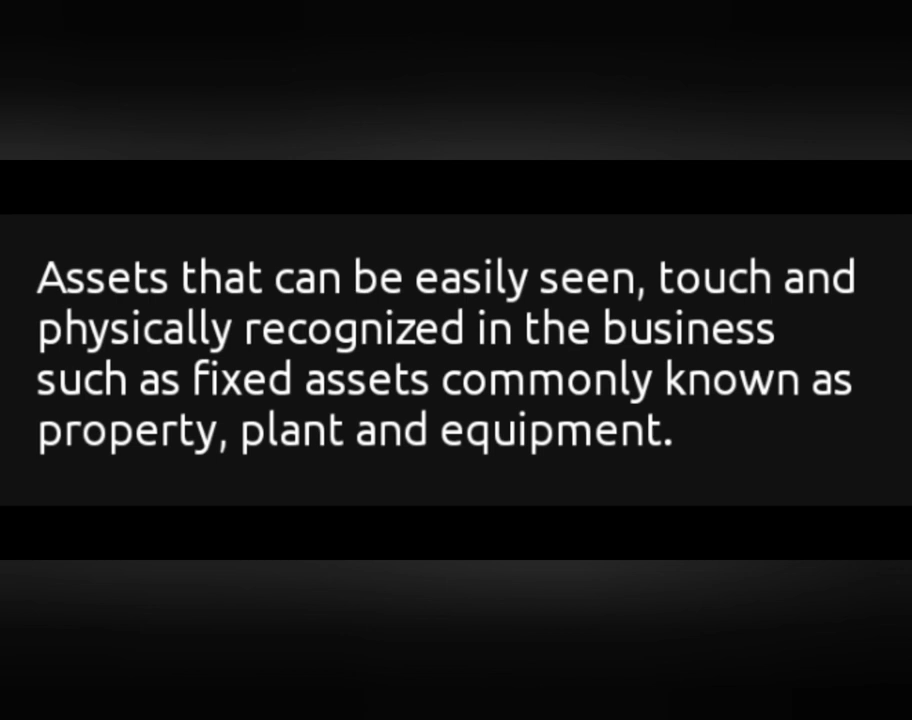 Assets that can be easily seen, touch and
physically recognized in the business
such as fixed assets commonly known as
property, plant and equipment.